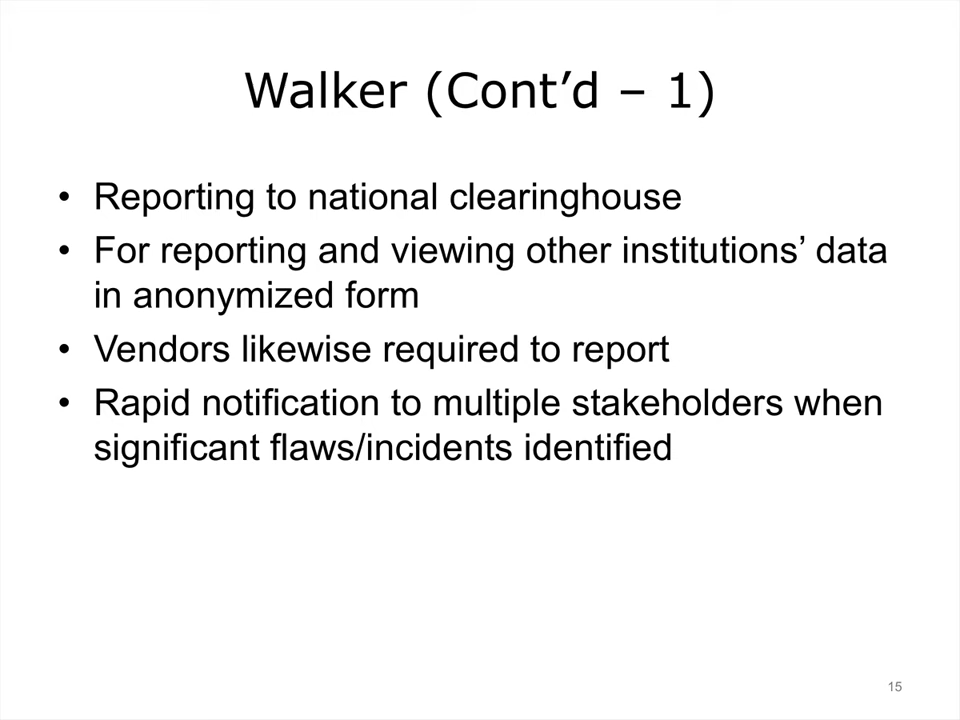 Walker (Cont’d – 1)
• Reporting to national clearinghouse
• For reporting and viewing other institutions’ data
in anonymized form
• Vendors likewise required to report
• Rapid notification to multiple stakeholders when
significant flaws/incidents identified
15